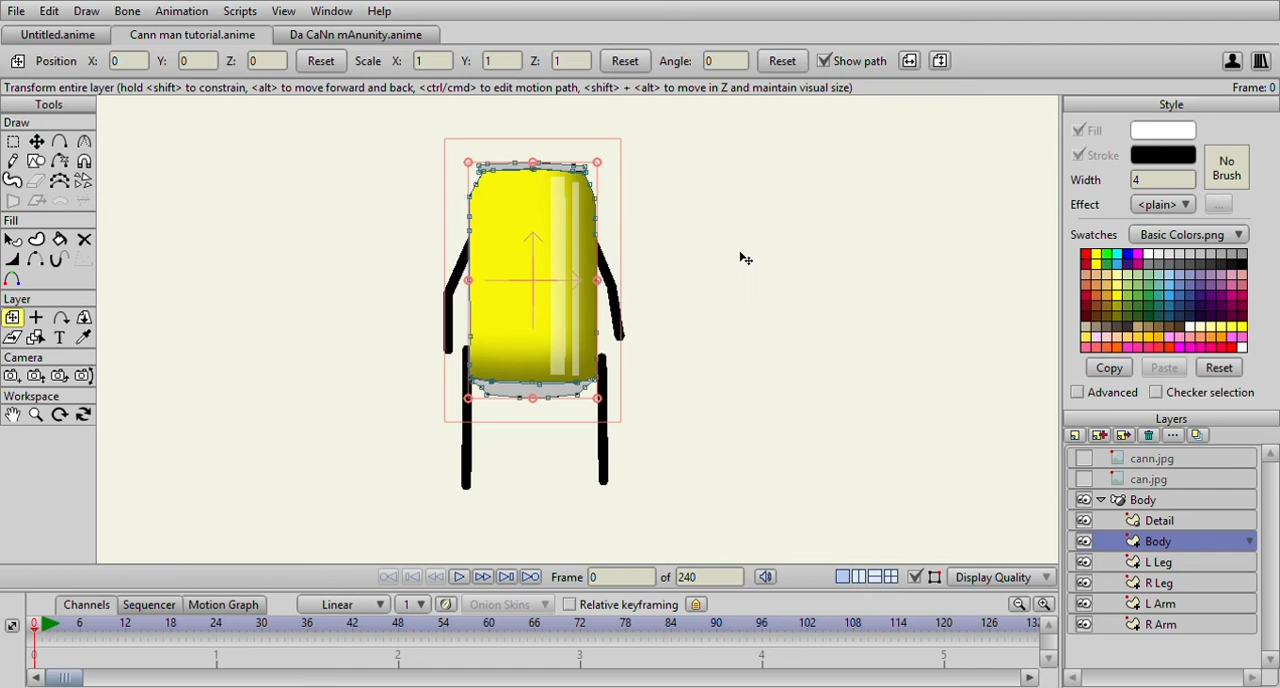 File Edit Draw Bone Animation Scripts View Window Help
Untitled.anime Cann man tutorial.anime Da CaNn mAnunity.anime
Position X: 0 Y: 0 Z: 0 Reset Scale X: 1 Y: 1 Z: 1 Reset Angle: 0 Reset Show path
Transform entire layer (hold <shift> to constrain, <alt> to move forward and back, <ctrl/cmd> to edit motion path, <shift> + <alt> to move in Z and maintain visual size) Frame: 0
Tools
Draw
Fill
Layer
Camera
Workspace
Style
Fill
Stroke
No Brush
Width 4
Effect <plain> ...
Swatches Basic Colors.png
Copy Paste Reset
Advanced Checker selection
Layers
cann.jpg
can.jpg
Body
Detail
Body
L Leg
R Leg
L Arm
R Arm
Frame 0 of 240 Display Quality
Channels Sequencer Motion Graph Linear 1 Onion Skins Relative keyframing
0 6 12 18 24 30 36 42 48 54 60 66 72 78 84 90 96 102 108 114 120 126
1 2 3 4 5